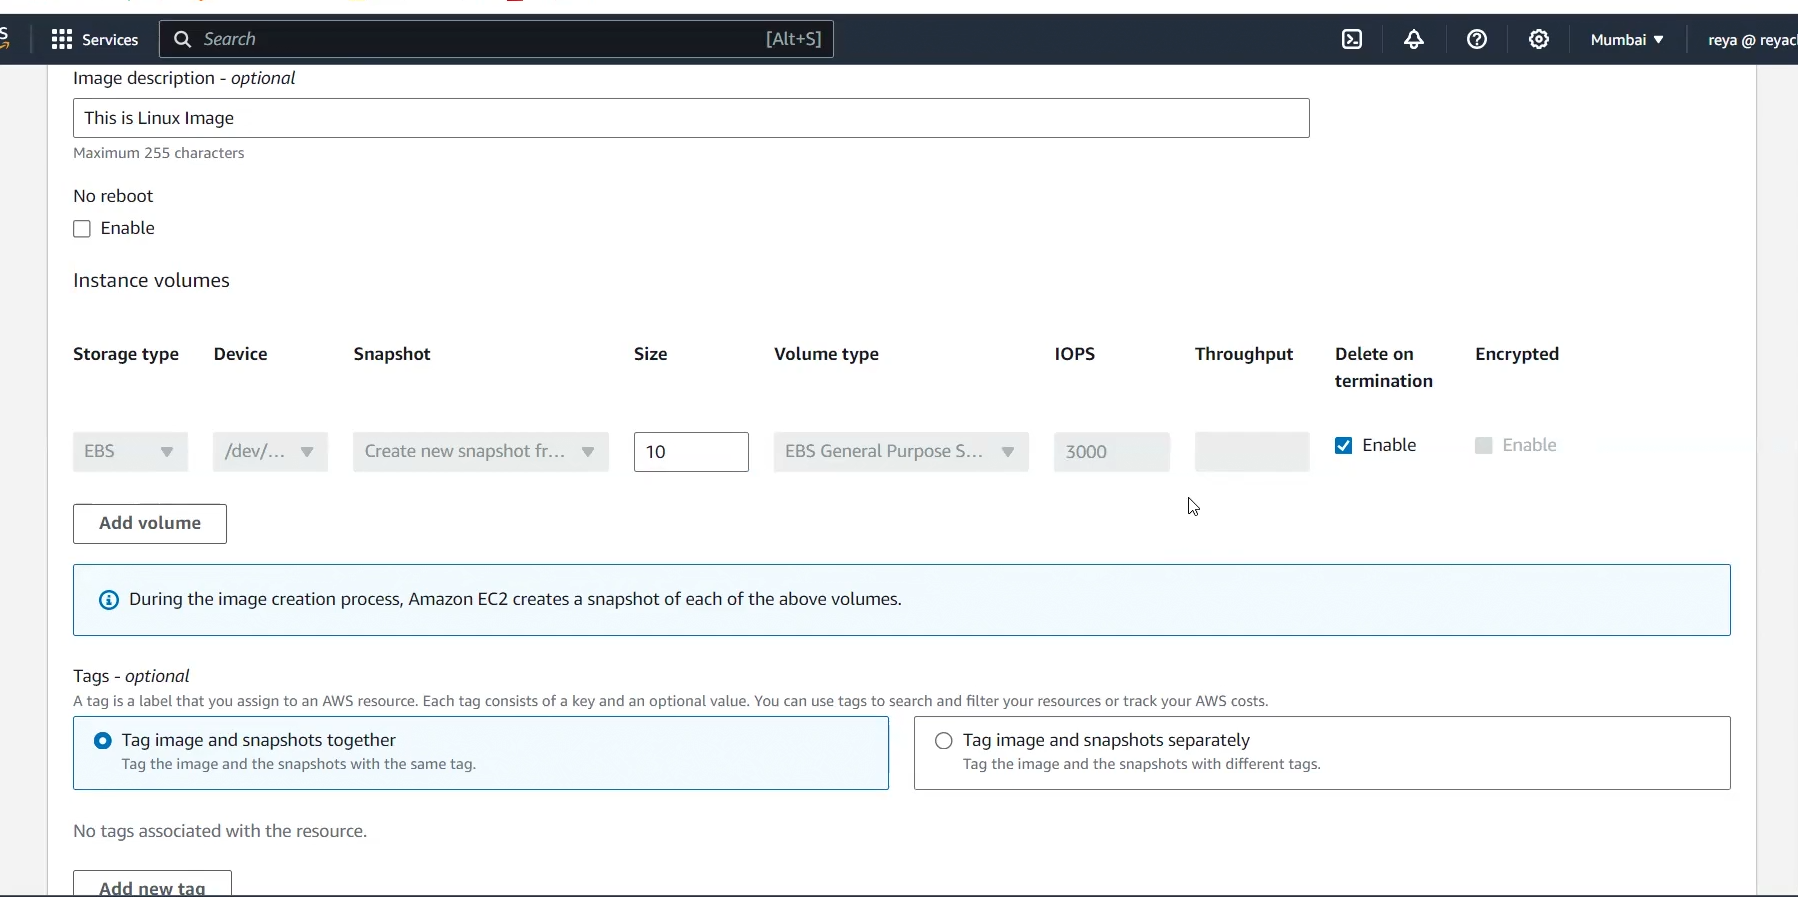 Services
Search
[Alt+S]
Mumbai
reya @ reyacl
Image description - optional
This is Linux Image
Maximum 255 characters
No reboot
Enable
Instance volumes
Storage type Device Snapshot Size Volume type IOPS Throughput Delete on termination Encrypted
EBS /dev/... Create new snapshot fr... 10 EBS General Purpose S... 3000 Enable Enable
Add volume
During the image creation process, Amazon EC2 creates a snapshot of each of the above volumes.
Tags - optional
A tag is a label that you assign to an AWS resource. Each tag consists of a key and an optional value. You can use tags to search and filter your resources or track your AWS costs.
Tag image and snapshots together
Tag the image and the snapshots with the same tag.
Tag image and snapshots separately
Tag the image and the snapshots with different tags.
No tags associated with the resource.
Add new tag